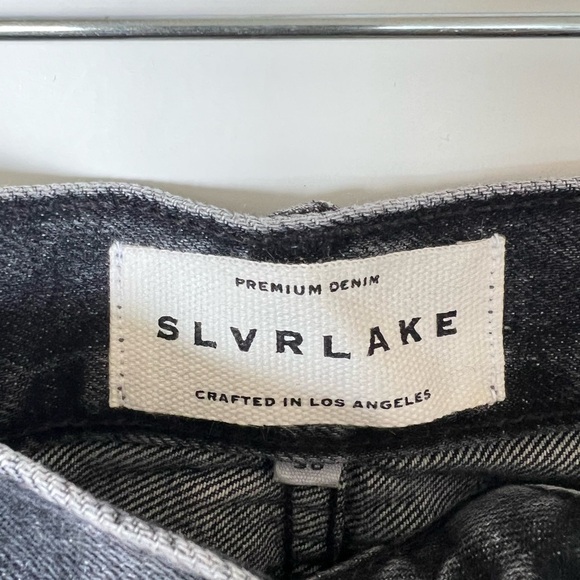 PREMIUM DENIM
SLVRLAKE
CRAFTED IN LOS ANGELES